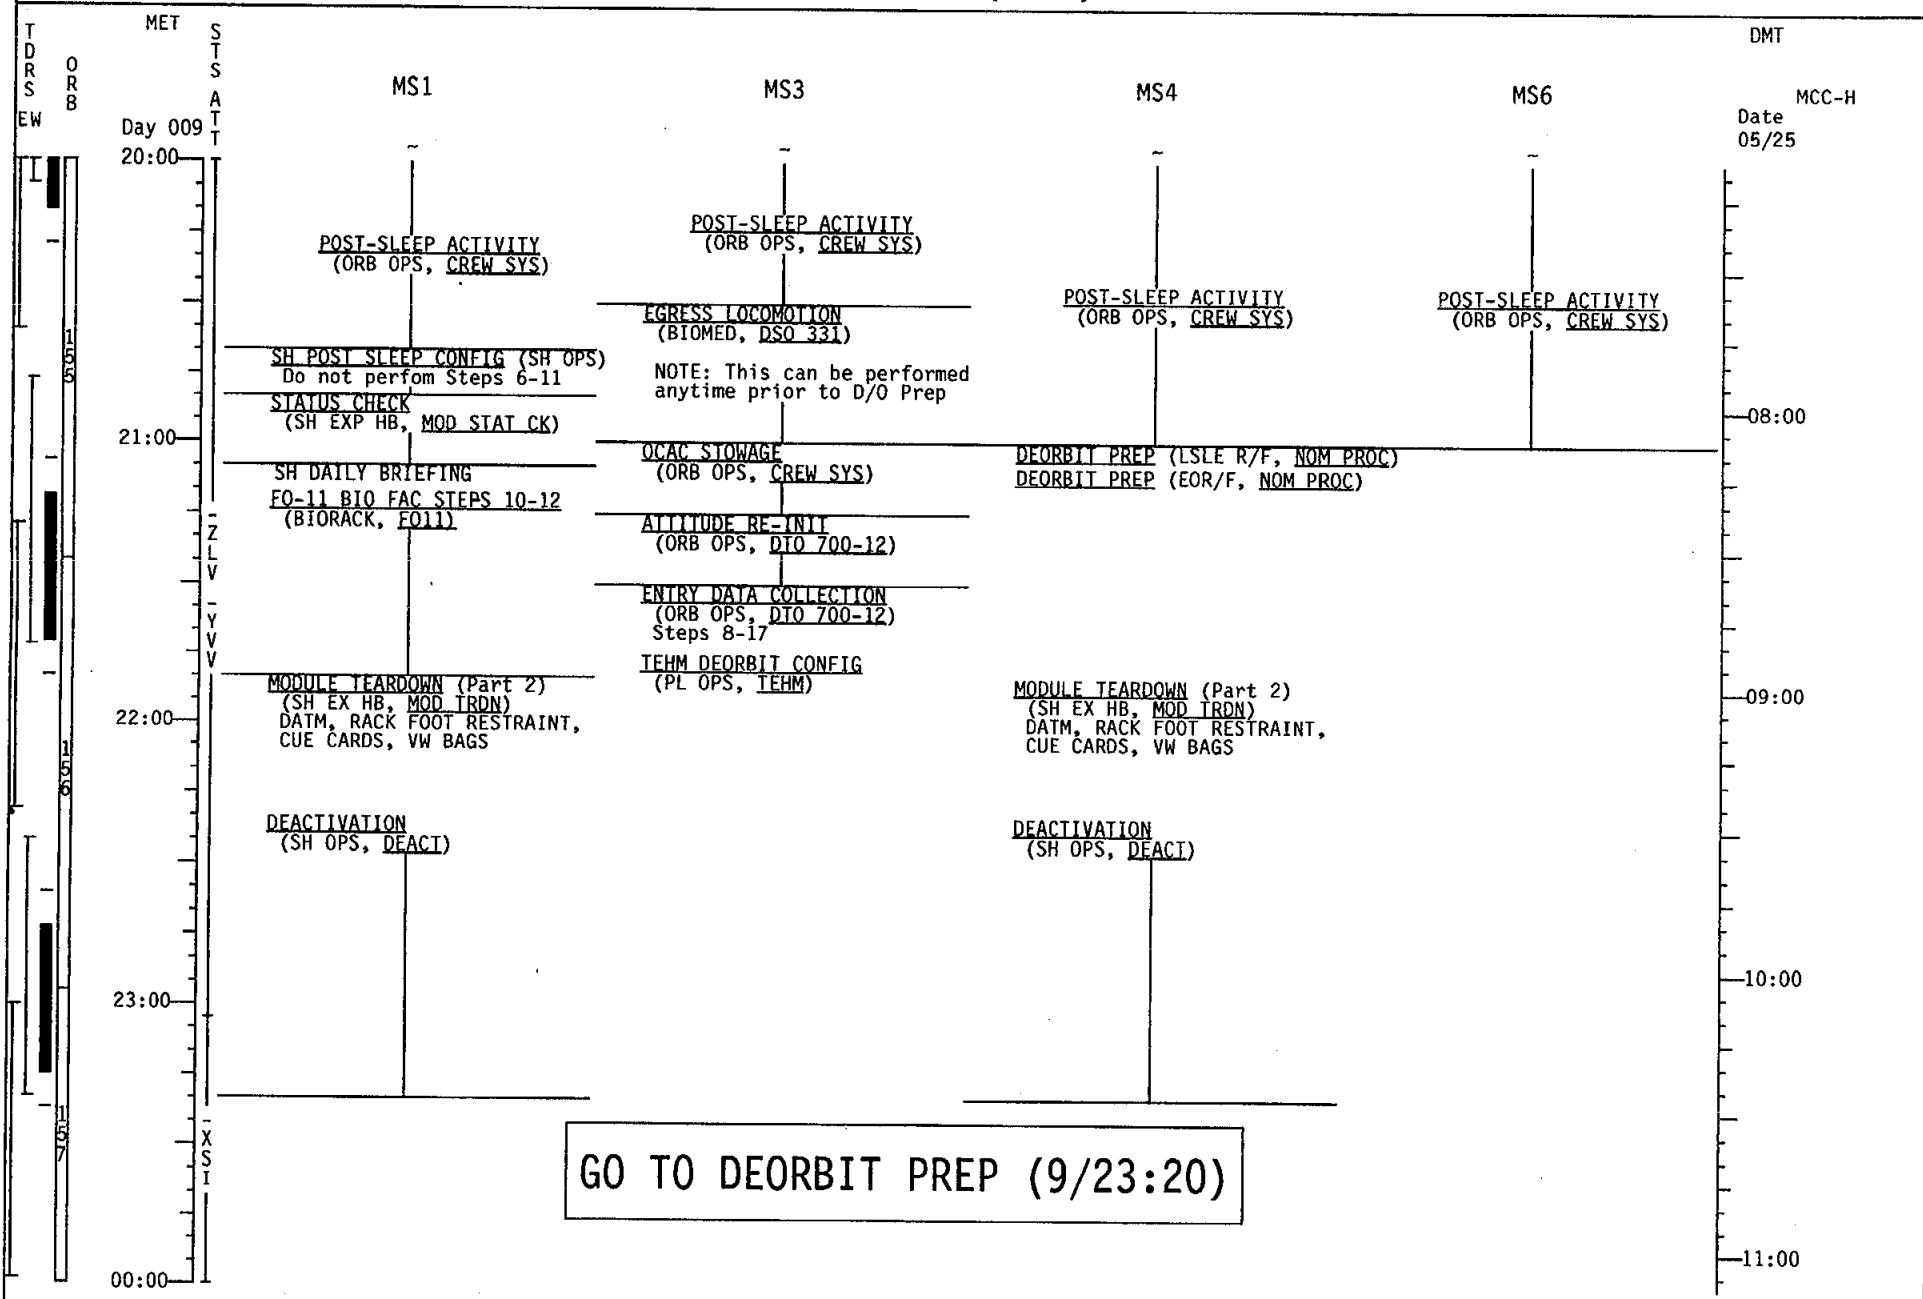 TDRS
EW
ORB
MET
STS ATT
MS1
MS3
MS4
MS6
DMT
MCC-H
Day 009
Date
05/25
20:00
~
~
~
~
POST-SLEEP ACTIVITY
(ORB OPS, CREW SYS)
SH POST SLEEP CONFIG (SH OPS)
Do not perfom Steps 6-11
STATUS CHECK
(SH EXP HB, MOD STAT CK)
21:00
SH DAILY BRIEFING
FO-11 BIO FAC STEPS 10-12
(BIORACK, FO11)
MODULE TEARDOWN (Part 2)
(SH EX HB, MOD TRDN)
DATM, RACK FOOT RESTRAINT,
CUE CARDS, VW BAGS
22:00
DEACTIVATION
(SH OPS, DEACT)
23:00
00:00
POST-SLEEP ACTIVITY
(ORB OPS, CREW SYS)
EGRESS LOCOMOTION
(BIOMED, DSO 331)
NOTE: This can be performed
anytime prior to D/O Prep
OCAC STOWAGE
(ORB OPS, CREW SYS)
ATTITUDE RE-INIT
(ORB OPS, DTO 700-12)
ENTRY DATA COLLECTION
(ORB OPS, DTO 700-12)
Steps 8-17
TEHM DEORBIT CONFIG
(PL OPS, TEHM)
POST-SLEEP ACTIVITY
(ORB OPS, CREW SYS)
DEORBIT PREP (LSLE R/F, NOM PROC)
DEORBIT PREP (EOR/F, NOM PROC)
MODULE TEARDOWN (Part 2)
(SH EX HB, MOD TRDN)
DATM, RACK FOOT RESTRAINT,
CUE CARDS, VW BAGS
DEACTIVATION
(SH OPS, DEACT)
POST-SLEEP ACTIVITY
(ORB OPS, CREW SYS)
08:00
09:00
10:00
11:00
155
156
157
-ZLV
-YVV
-XSI
GO TO DEORBIT PREP (9/23:20)